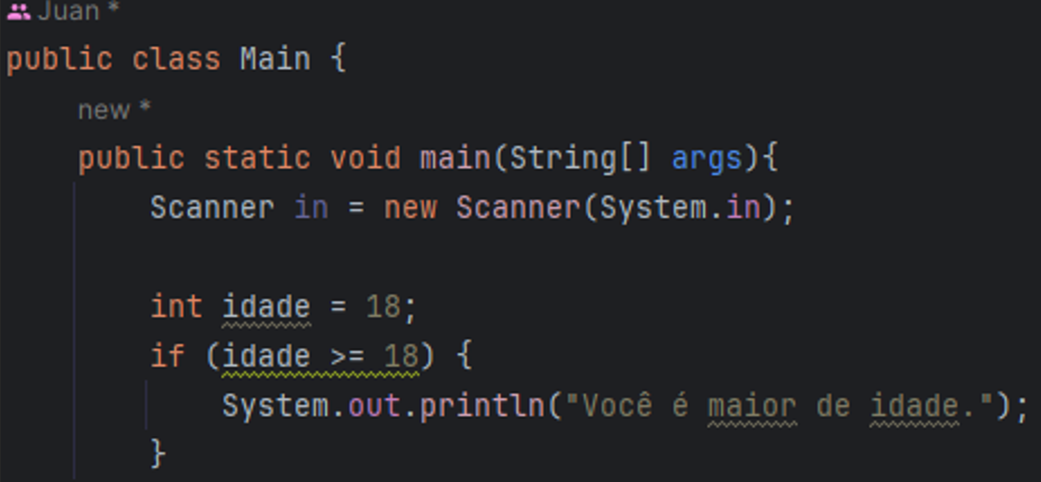 Juan *
public class Main {
new *
public static void main(String[] args){
Scanner in = new Scanner(System.in);
int idade = 18;
if (idade >= 18) {
System.out.println("Você é maior de idade.");
}